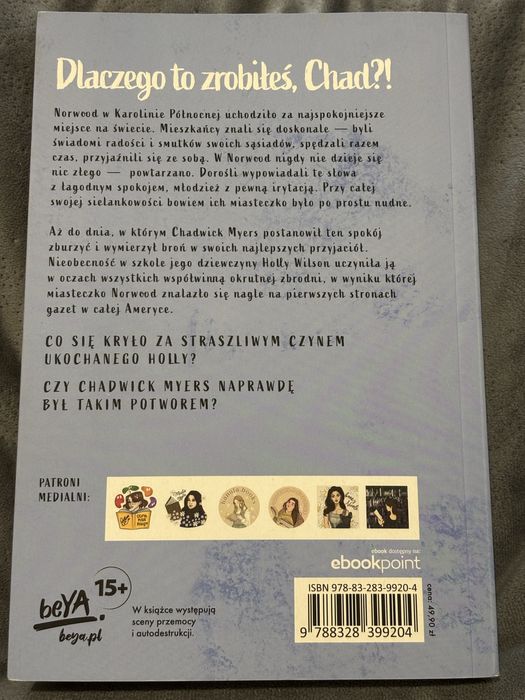 Dlaczego to zrobiłeś, Chad?!
Norwood w Karolinie Północnej uchodziło za najspokojniejsze
miejsce na świecie. Mieszkańcy znali się doskonale — byli
świadomi radości i smutków swoich sąsiadów, spędzali razem
czas, przyjaźnili się ze sobą. W Norwood nigdy nie dzieje się
nic złego — powtarzano. Dorośli wypowiadali te słowa
z łagodnym spokojem, młodzież z pewną irytacją. Przy całej
swojej sielankowości bowiem ich miasteczko było po prostu nudne.
Aż do dnia, w którym Chadwick Myers postanowił ten spokój
zburzyć i wymierzył broń w swoich najlepszych przyjaciół.
Nieobecność w szkole jego dziewczyny Holly Wilson uczyniła ją
w oczach wszystkich współwinną okrutnej zbrodni, w wyniku której
miasteczko Norwood znalazło się nagle na pierwszych stronach
gazet w całej Ameryce.
CO SIĘ KRYŁO ZA STRASZLIWYM CZYNEM
UKOCHANEGO HOLLY?
CZY CHADWICK MYERS NAPRAWDĘ
BYŁ TAKIM POTWOREM?
PATRONI
MEDIALNI:
ebook dostępny na:
ebookpoint
beYA.
beya.pl
15+
W książce występują
sceny przemocy
i autodestrukcji.
ISBN 978-83-283-9920-4
9 788328 399204
cena: 49,90 zł